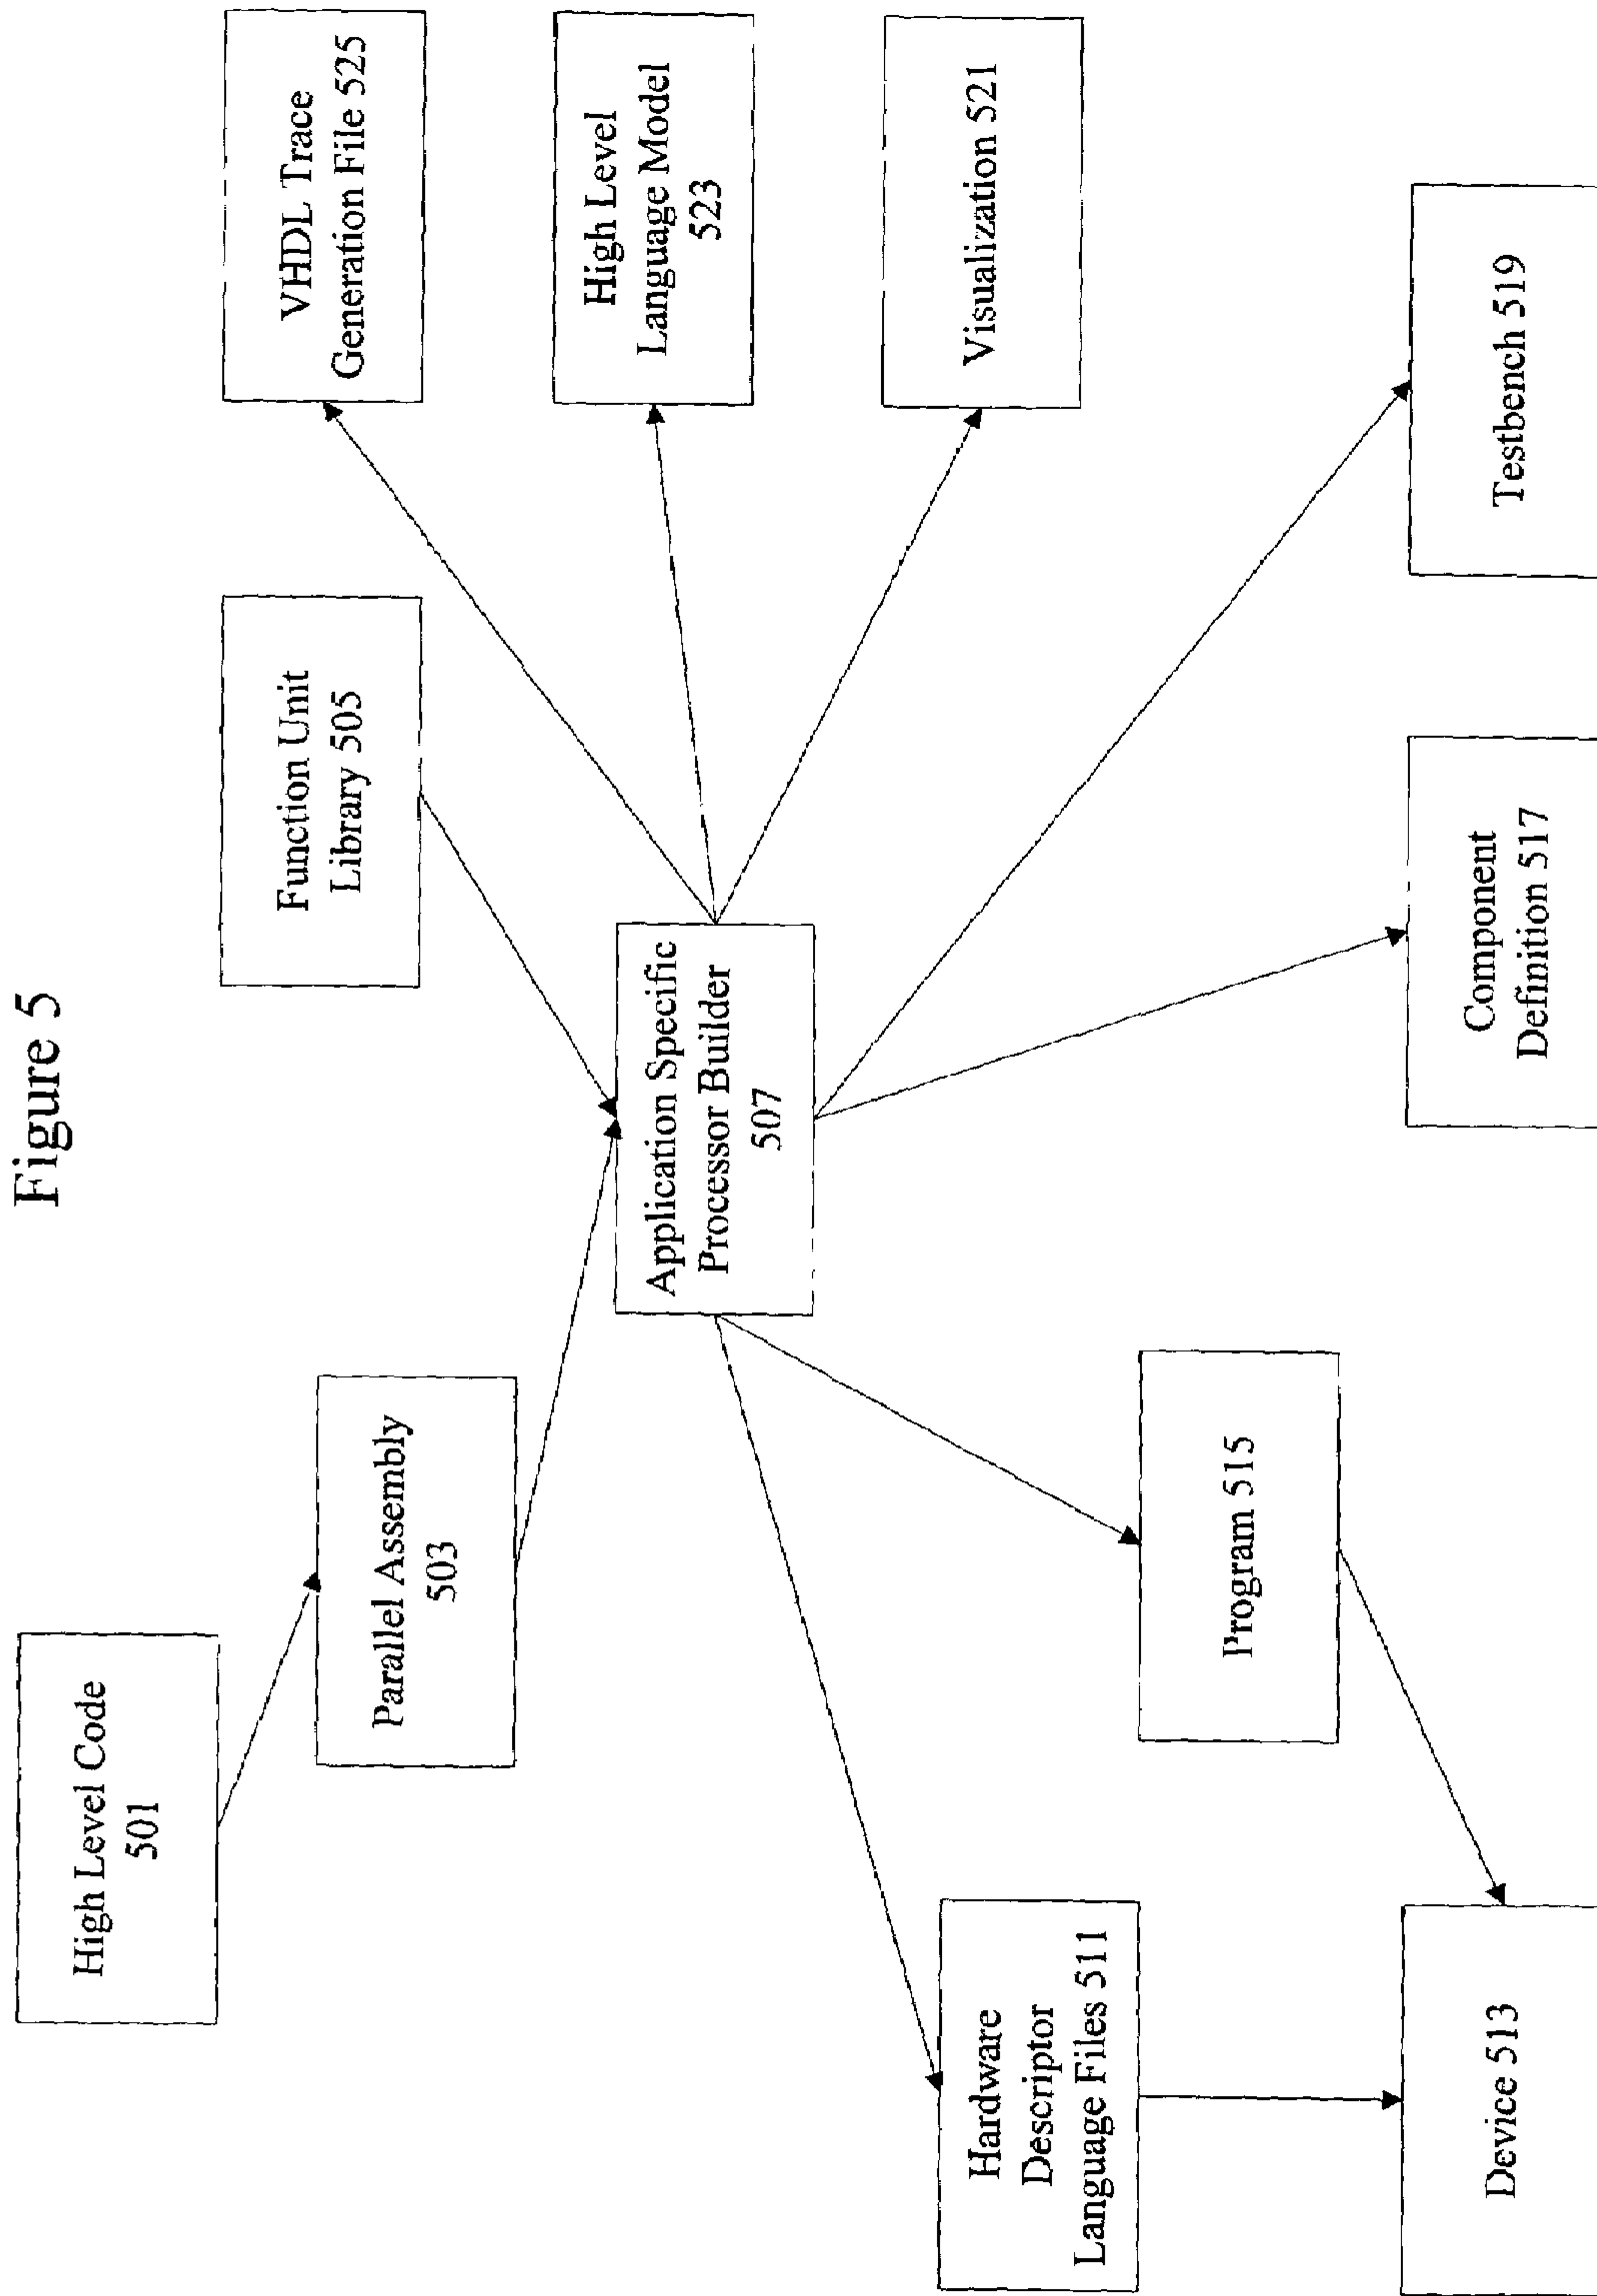 Figure 5
High Level Code
501
Parallel Assembly
503
Function Unit
Library 505
VHDL Trace
Generation File 525
High Level
Language Model
523
Visualization 521
Application Specific
Processor Builder
507
Hardware
Descriptor
Language Files 511
Program 515
Device 513
Component
Definition 517
Testbench 519